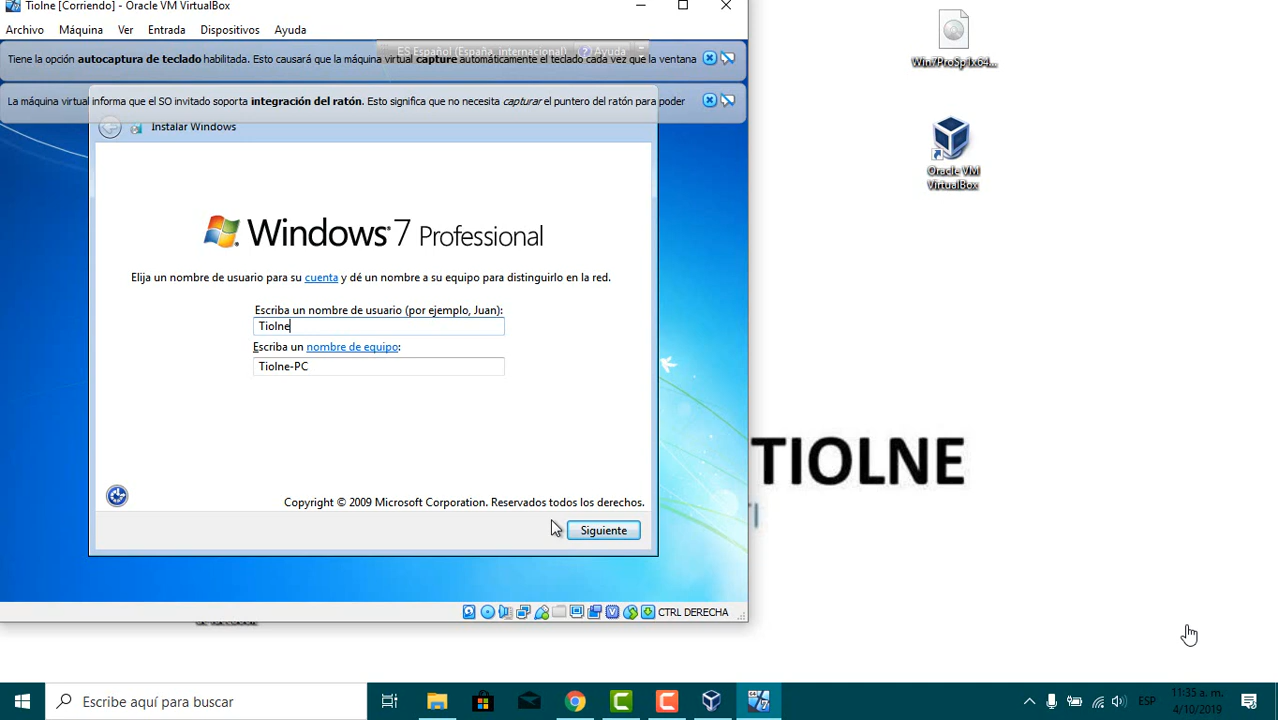 Tiolne [Corriendo] - Oracle VM VirtualBox
Archivo Máquina Ver Entrada Dispositivos Ayuda
ES Español (España, internacional) Ayuda
Tiene la opción autocaptura de teclado habilitada. Esto causará que la máquina virtual capture automáticamente el teclado cada vez que la ventana
La máquina virtual informa que el SO invitado soporta integración del ratón. Esto significa que no necesita capturar el puntero del ratón para poder
Instalar Windows
Windows 7 Professional
Elija un nombre de usuario para su cuenta y dé un nombre a su equipo para distinguirlo en la red.
Escriba un nombre de usuario (por ejemplo, Juan):
Tiolne
Escriba un nombre de equipo:
Tiolne-PC
Copyright © 2009 Microsoft Corporation. Reservados todos los derechos.
Siguiente
CTRL DERECHA
Win7ProSp1x64...
Oracle VM
VirtualBox
TIOLNE
Escribe aquí para buscar
ESP
11:35 a. m.
4/10/2019